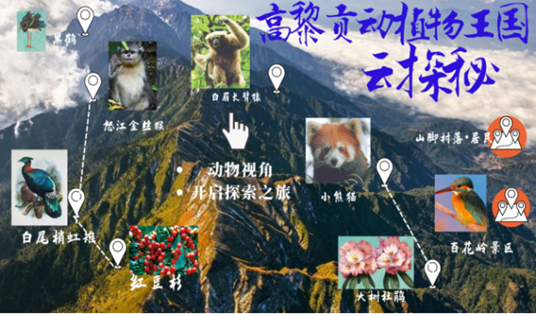 高黎贡动植物王国
云探秘
黑鹳
怒江金丝猴
白眉长臂猿
动物视角
开启探索之旅
小熊猫
山脚村落·居民
白尾梢虹雉
红豆杉
大树杜鹃
百花岭景区